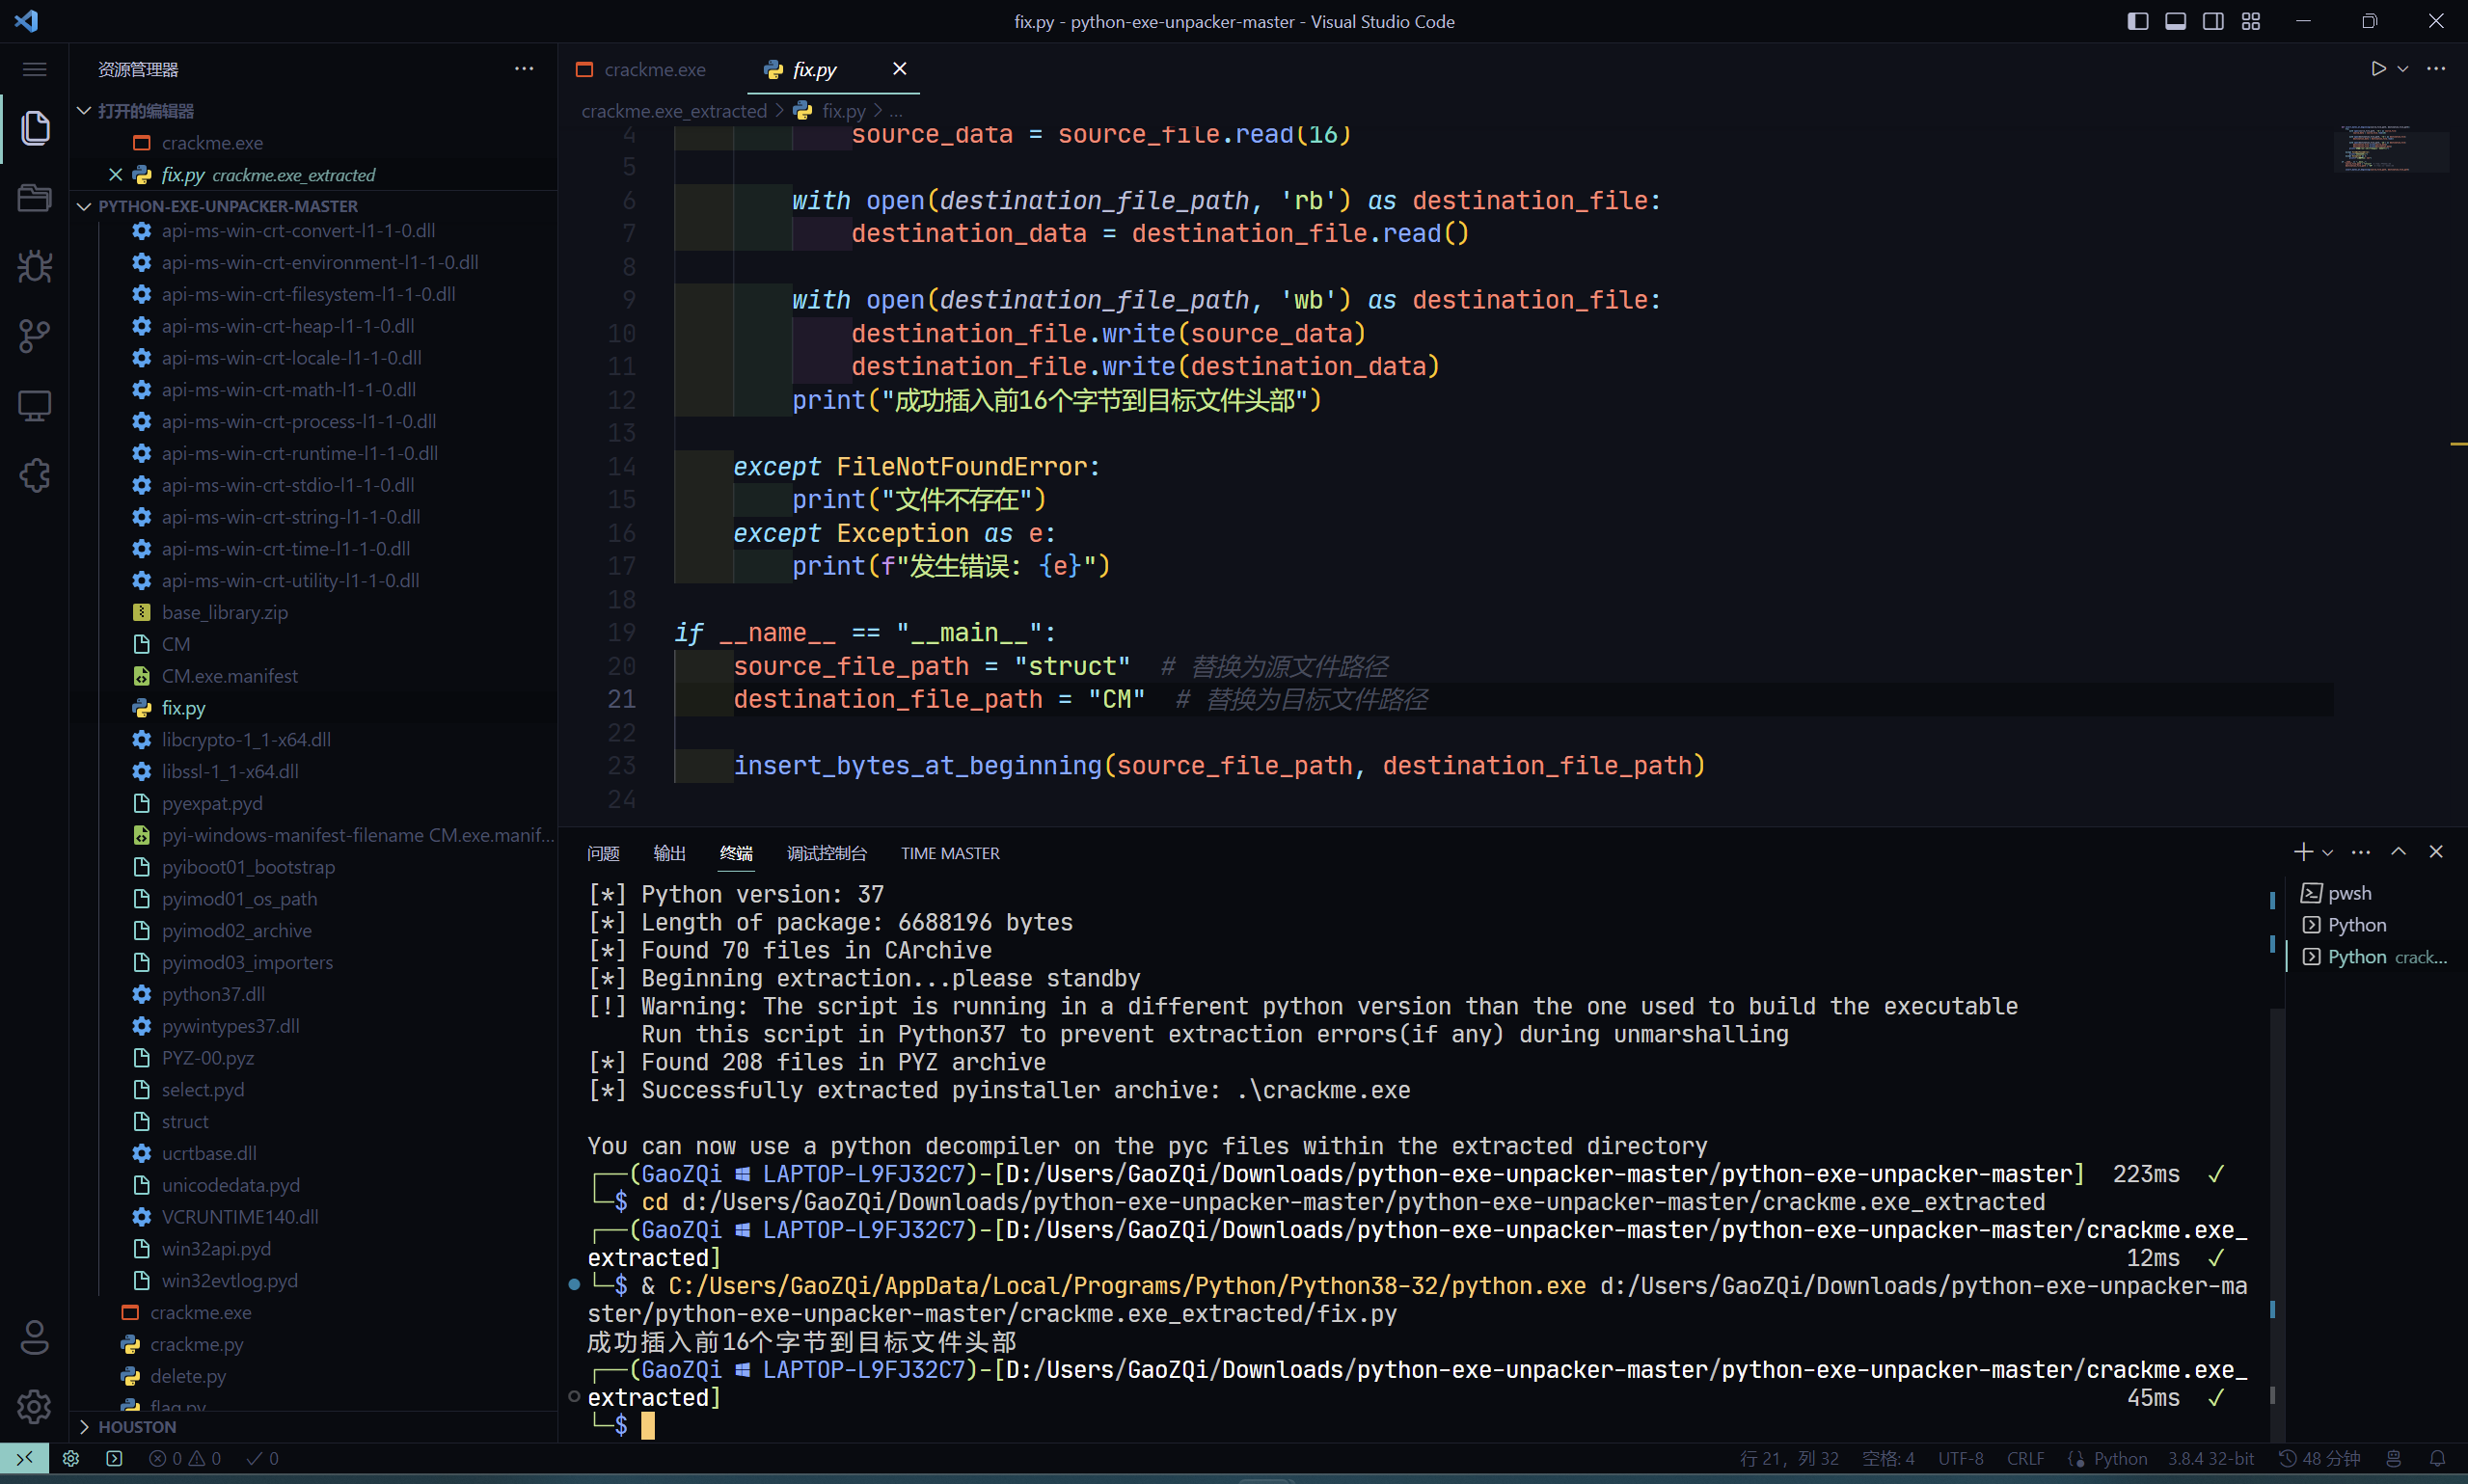 fix.py - python-exe-unpacker-master - Visual Studio Code
资源管理器
打开的编辑器
crackme.exe
fix.py crackme.exe_extracted
PYTHON-EXE-UNPACKER-MASTER
api-ms-win-crt-convert-l1-1-0.dll
api-ms-win-crt-environment-l1-1-0.dll
api-ms-win-crt-filesystem-l1-1-0.dll
api-ms-win-crt-heap-l1-1-0.dll
api-ms-win-crt-locale-l1-1-0.dll
api-ms-win-crt-math-l1-1-0.dll
api-ms-win-crt-process-l1-1-0.dll
api-ms-win-crt-runtime-l1-1-0.dll
api-ms-win-crt-stdio-l1-1-0.dll
api-ms-win-crt-string-l1-1-0.dll
api-ms-win-crt-time-l1-1-0.dll
api-ms-win-crt-utility-l1-1-0.dll
base_library.zip
CM
CM.exe.manifest
fix.py
libcrypto-1_1-x64.dll
libssl-1_1-x64.dll
pyexpat.pyd
pyi-windows-manifest-filename CM.exe.manif...
pyiboot01_bootstrap
pyimod01_os_path
pyimod02_archive
pyimod03_importers
python37.dll
pywintypes37.dll
PYZ-00.pyz
select.pyd
struct
ucrtbase.dll
unicodedata.pyd
VCRUNTIME140.dll
win32api.pyd
win32evtlog.pyd
crackme.exe
crackme.py
delete.py
flag.py
HOUSTON
crackme.exe
fix.py
crackme.exe_extracted > fix.py > ...
4 source_data = source_file.read(16)
5
6 with open(destination_file_path, 'rb') as destination_file:
7 destination_data = destination_file.read()
8
9 with open(destination_file_path, 'wb') as destination_file:
10 destination_file.write(source_data)
11 destination_file.write(destination_data)
12 print("成功插入前16个字节到目标文件头部")
13
14 except FileNotFoundError:
15 print("文件不存在")
16 except Exception as e:
17 print(f"发生错误: {e}")
18
19 if __name__ == "__main__":
20 source_file_path = "struct" # 替换为源文件路径
21 destination_file_path = "CM" # 替换为目标文件路径
22
23 insert_bytes_at_beginning(source_file_path, destination_file_path)
24
问题 输出 终端 调试控制台 TIME MASTER
[*] Python version: 37
[*] Length of package: 6688196 bytes
[*] Found 70 files in CArchive
[*] Beginning extraction...please standby
[!] Warning: The script is running in a different python version than the one used to build the executable
Run this script in Python37 to prevent extraction errors(if any) during unmarshalling
[*] Found 208 files in PYZ archive
[*] Successfully extracted pyinstaller archive: .\crackme.exe
You can now use a python decompiler on the pyc files within the extracted directory
┌──(GaoZQi LAPTOP-L9FJ32C7)-[D:/Users/GaoZQi/Downloads/python-exe-unpacker-master/python-exe-unpacker-master] 223ms ✓
└─$ cd d:/Users/GaoZQi/Downloads/python-exe-unpacker-master/python-exe-unpacker-master/crackme.exe_extracted
┌──(GaoZQi LAPTOP-L9FJ32C7)-[D:/Users/GaoZQi/Downloads/python-exe-unpacker-master/python-exe-unpacker-master/crackme.exe_
extracted] 12ms ✓
└─$ & C:/Users/GaoZQi/AppData/Local/Programs/Python/Python38-32/python.exe d:/Users/GaoZQi/Downloads/python-exe-unpacker-ma
ster/python-exe-unpacker-master/crackme.exe_extracted/fix.py
成功插入前16个字节到目标文件头部
┌──(GaoZQi LAPTOP-L9FJ32C7)-[D:/Users/GaoZQi/Downloads/python-exe-unpacker-master/python-exe-unpacker-master/crackme.exe_
extracted] 45ms ✓
└─$
pwsh
Python
Python crack...
0 0 0
行 21，列 32 空格: 4 UTF-8 CRLF Python 3.8.4 32-bit 48 分钟